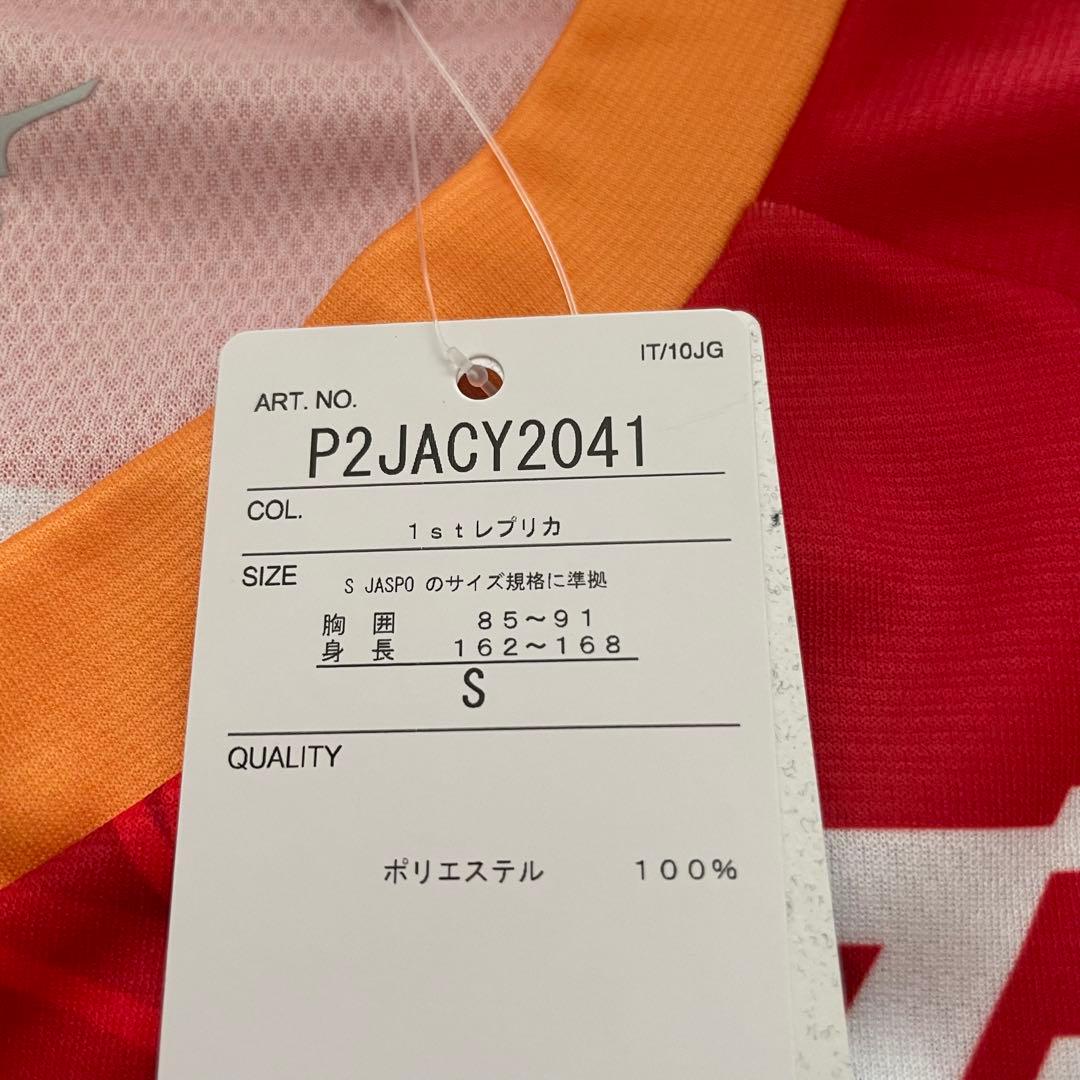 IT/10JG
ART. NO.
P2JACY2041
COL.
1stレプリカ
SIZE S JASPO のサイズ規格に準拠
胸 囲 85~91
身 長 162~168
S
QUALITY
ポリエステル 100%